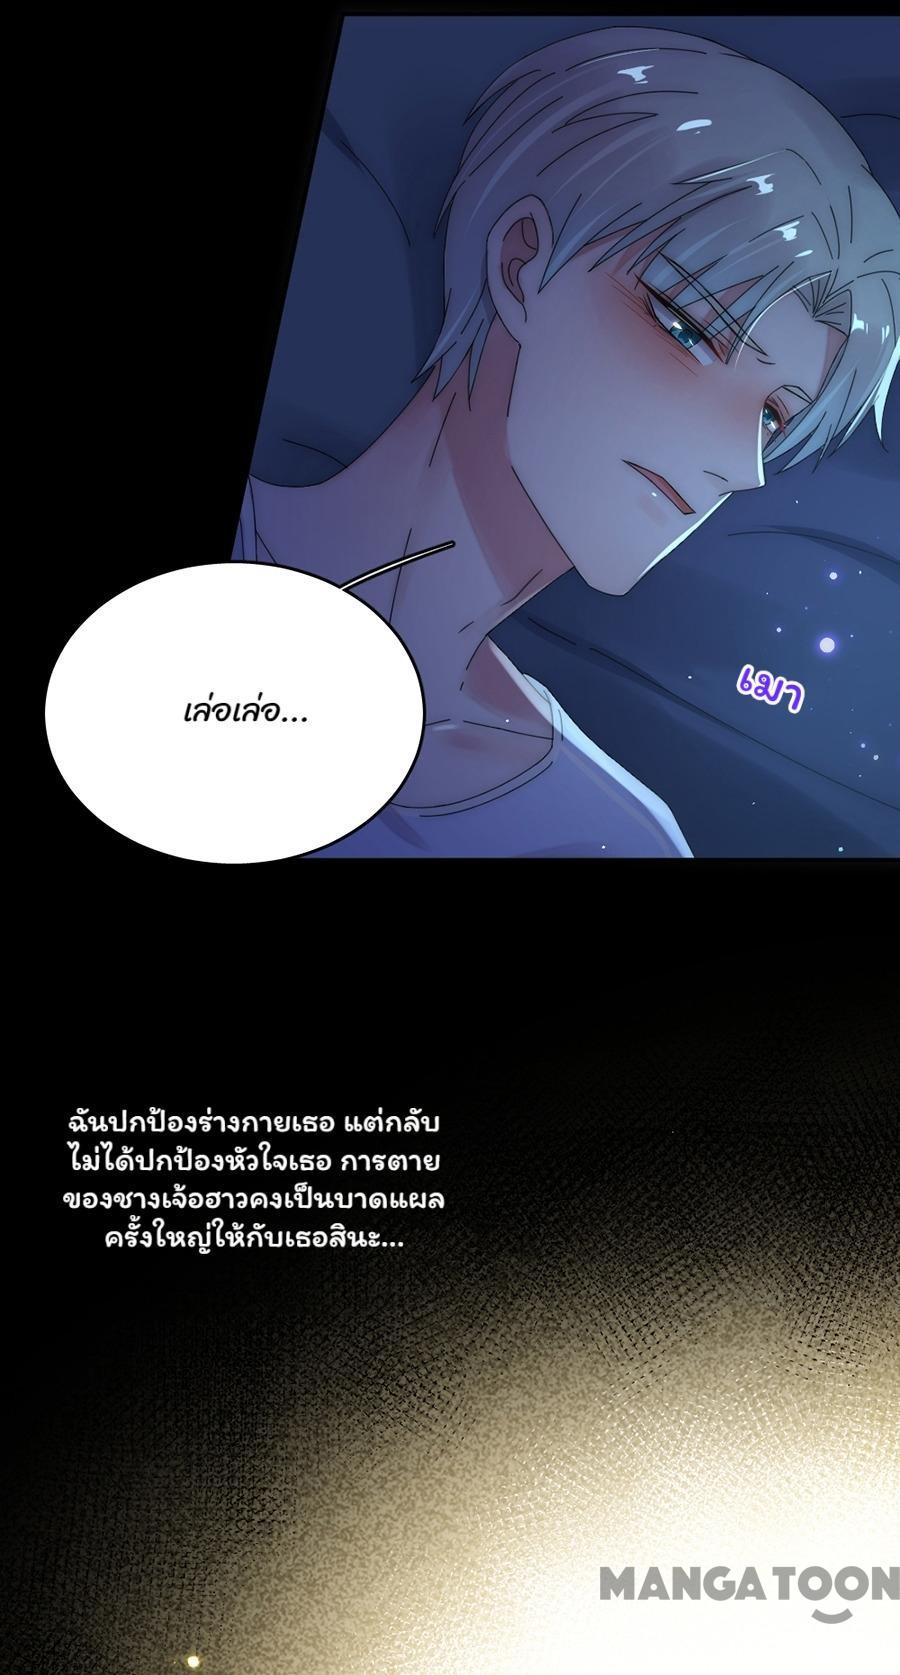 เล่อเล่อ...
เมา
ฉันปกป้องร่างกายเธอ แต่กลับ
ไม่ได้ปกป้องหัวใจเธอ การตาย
ของชางเจ้อฮาวคงเป็นบาดแผล
ครั้งใหญ่ให้กับเธอสินะ...
MANGATOON